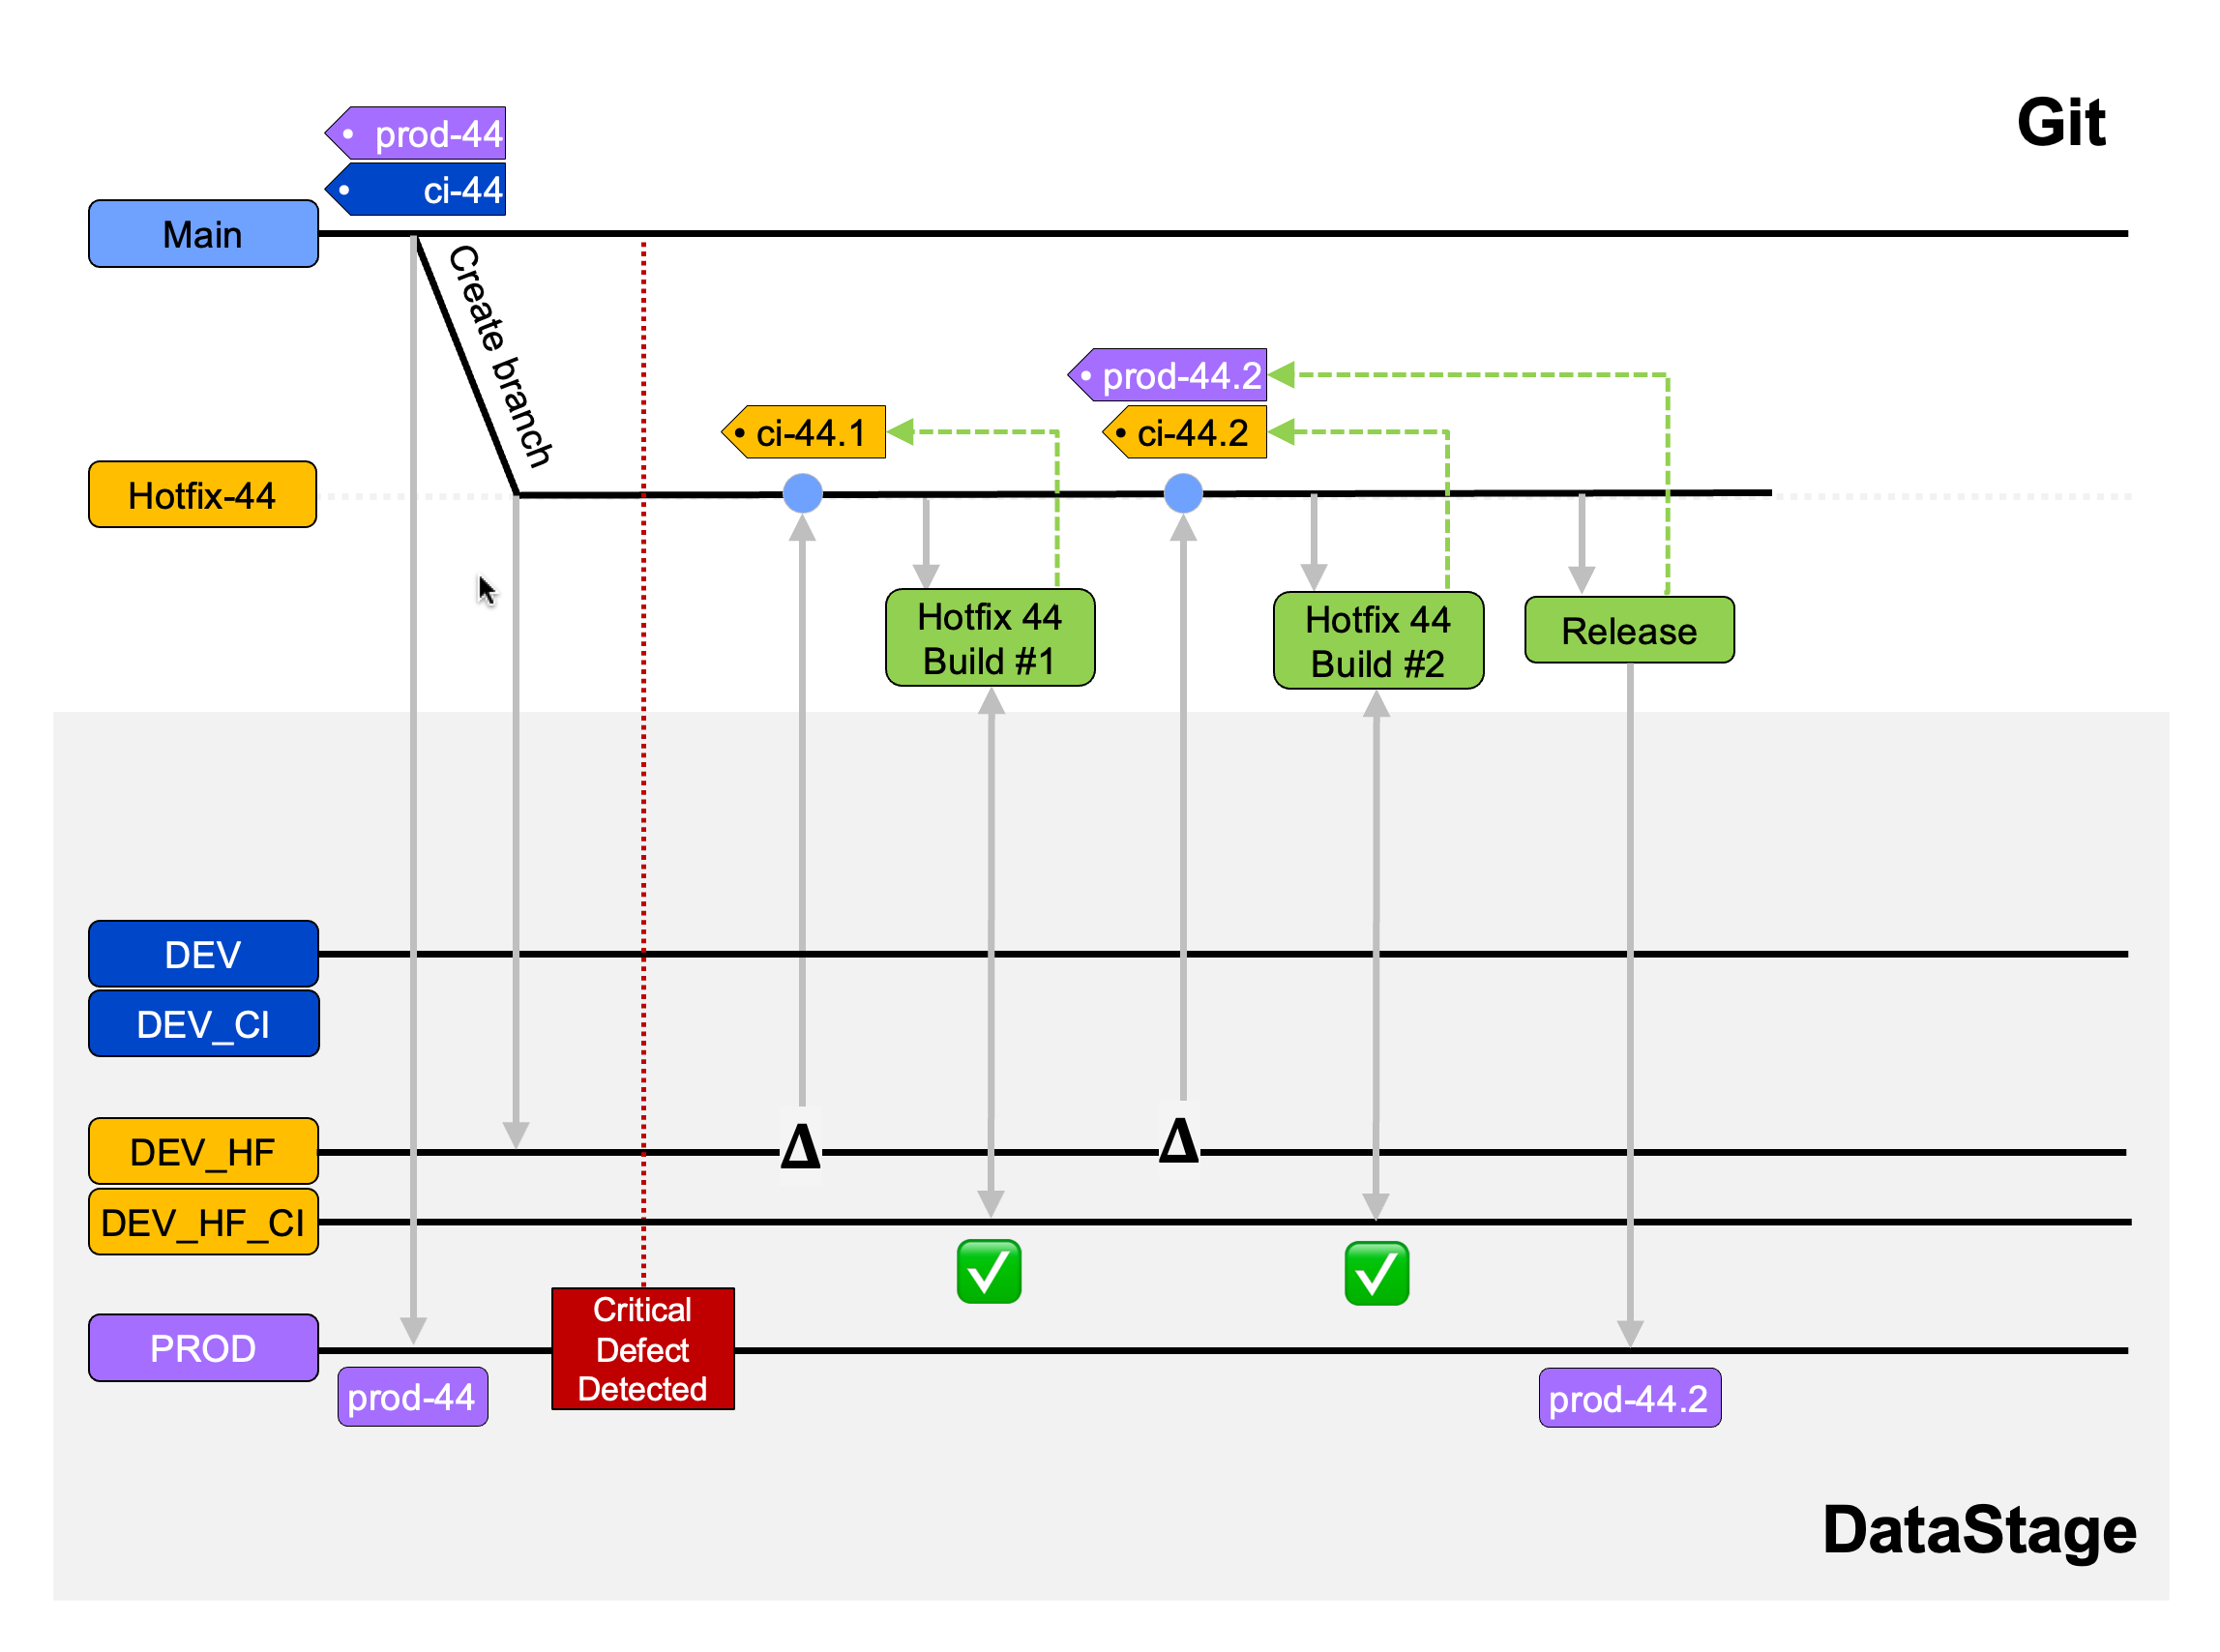 Git
prod-44
ci-44
Main
Create branch
prod-44.2
ci-44.1
ci-44.2
Hotfix-44
Hotfix 44
Build #1
Hotfix 44
Build #2
Release
DEV
DEV_CI
Δ
Δ
DEV_HF
DEV_HF_CI
Critical
Defect
Detected
PROD
prod-44
prod-44.2
DataStage